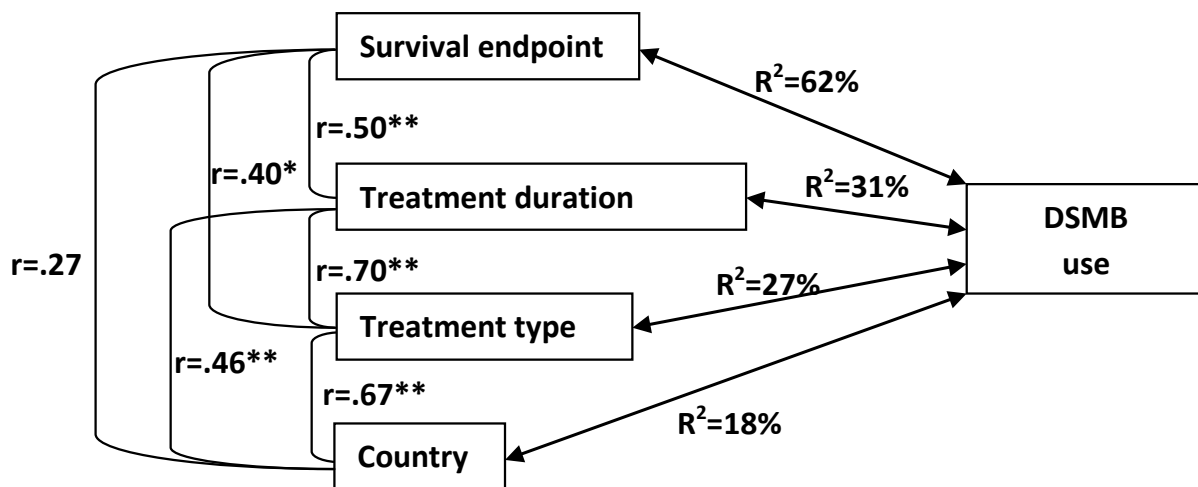 Survival endpoint
R²=62%
r=.50**
r=.40*
Treatment duration
R²=31%
DSMB
use
r=.27
r=.70**
R²=27%
Treatment type
r=.46**
r=.67**
R²=18%
Country